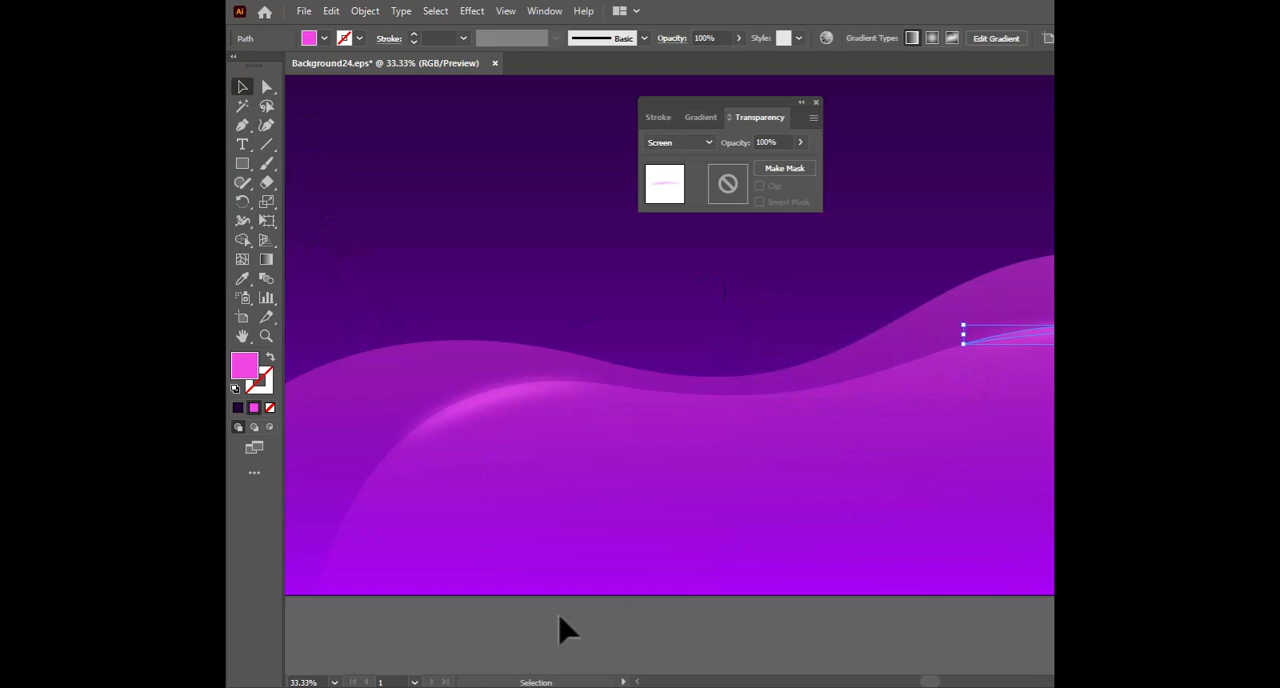 Ai File Edit Object Type Select Effect View Window Help
Path Stroke: Basic Opacity: 100% Style: Gradient Type: Edit Gradient
Background24.eps* @ 33.33% (RGB/Preview) ×
Stroke Gradient Transparency
Screen Opacity: 100%
Make Mask
Clip
Invert Mask
33.33% 1 Selection